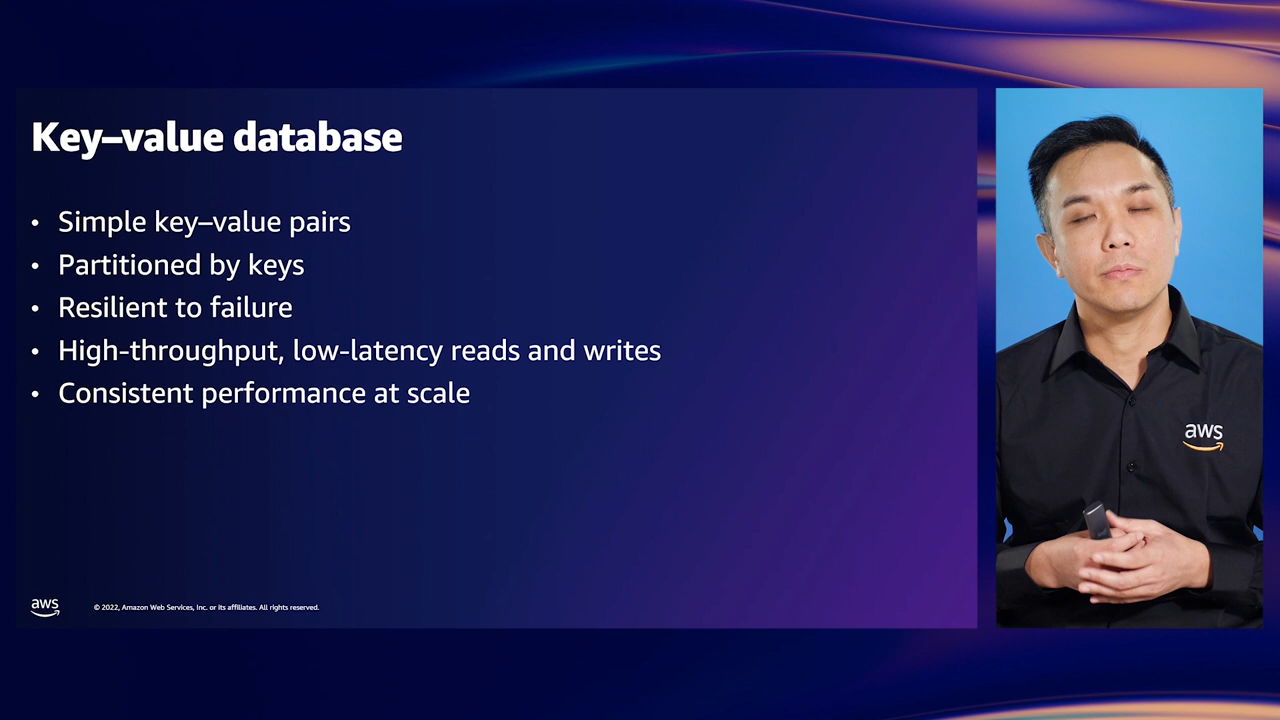 Key–value database
• Simple key–value pairs
• Partitioned by keys
• Resilient to failure
• High-throughput, low-latency reads and writes
• Consistent performance at scale
aws
aws
© 2022, Amazon Web Services, Inc. or its affiliates. All rights reserved.